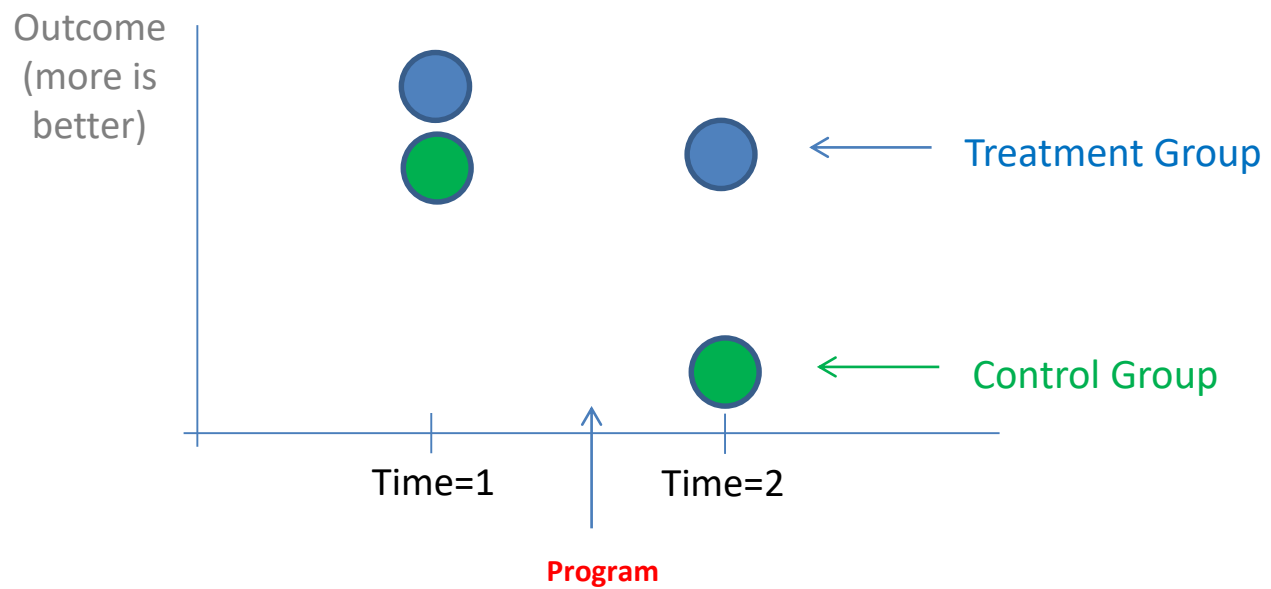 Outcome
(more is
better)
Treatment Group
Control Group
Time=1
Time=2
Program